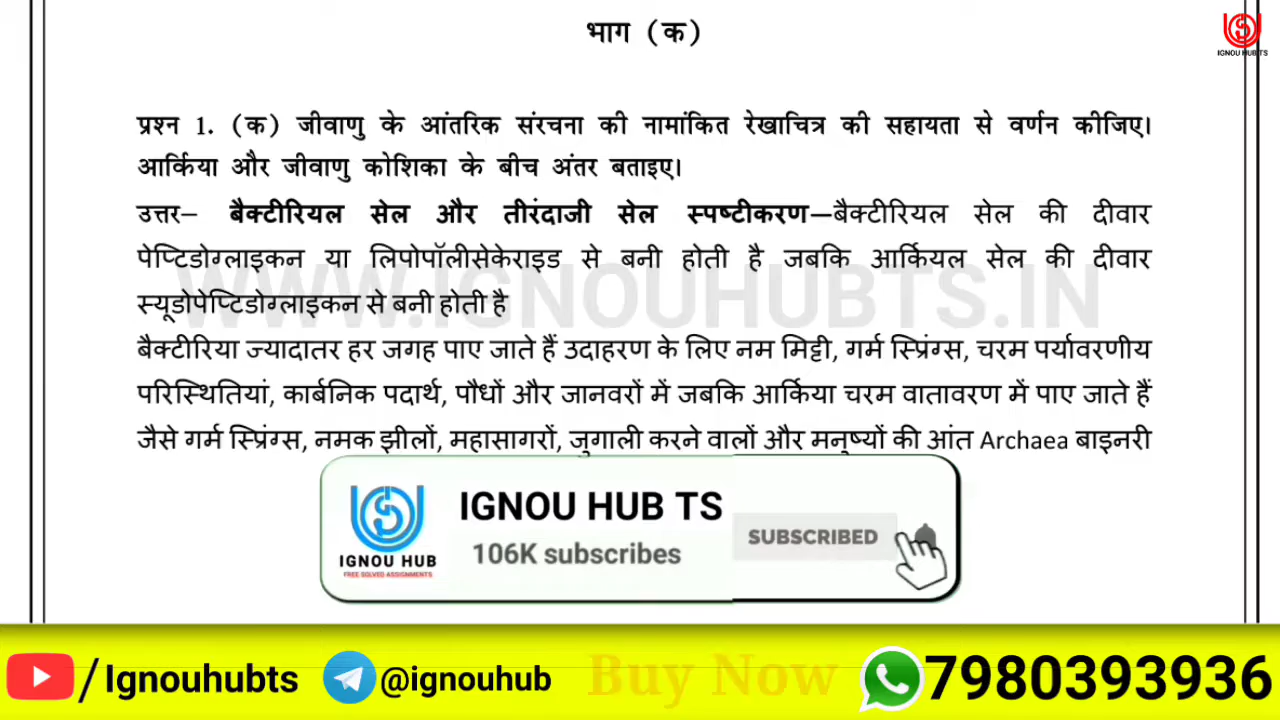 भाग (क)
IGNOU HUB TS
प्रश्न 1. (क) जीवाणु के आंतरिक संरचना की नामांकित रेखाचित्र की सहायता से वर्णन कीजिए।
आर्किया और जीवाणु कोशिका के बीच अंतर बताइए।
उत्तर– बैक्टीरियल सेल और तीरंदाजी सेल स्पष्टीकरण—बैक्टीरियल सेल की दीवार
पेप्टिडोग्लाइकन या लिपोपॉलीसेकेराइड से बनी होती है जबकि आर्कियल सेल की दीवार
WWW.IGNOUHUBTS.IN
स्यूडोपेप्टिडोग्लाइकन से बनी होती है
बैक्टीरिया ज्यादातर हर जगह पाए जाते हैं उदाहरण के लिए नम मिट्टी, गर्म स्प्रिंग्स, चरम पर्यावरणीय
परिस्थितियां, कार्बनिक पदार्थ, पौधों और जानवरों में जबकि आर्किया चरम वातावरण में पाए जाते हैं
जैसे गर्म स्प्रिंग्स, नमक झीलों, महासागरों, जुगाली करने वालों और मनुष्यों की आंत Archaea बाइनरी
IGNOU HUB TS
106K subscribes
SUBSCRIBED
IGNOU HUB
FREE SOLVED ASSIGNMENTS
/Ignouhubts
@ignouhub
Buy Now
7980393936